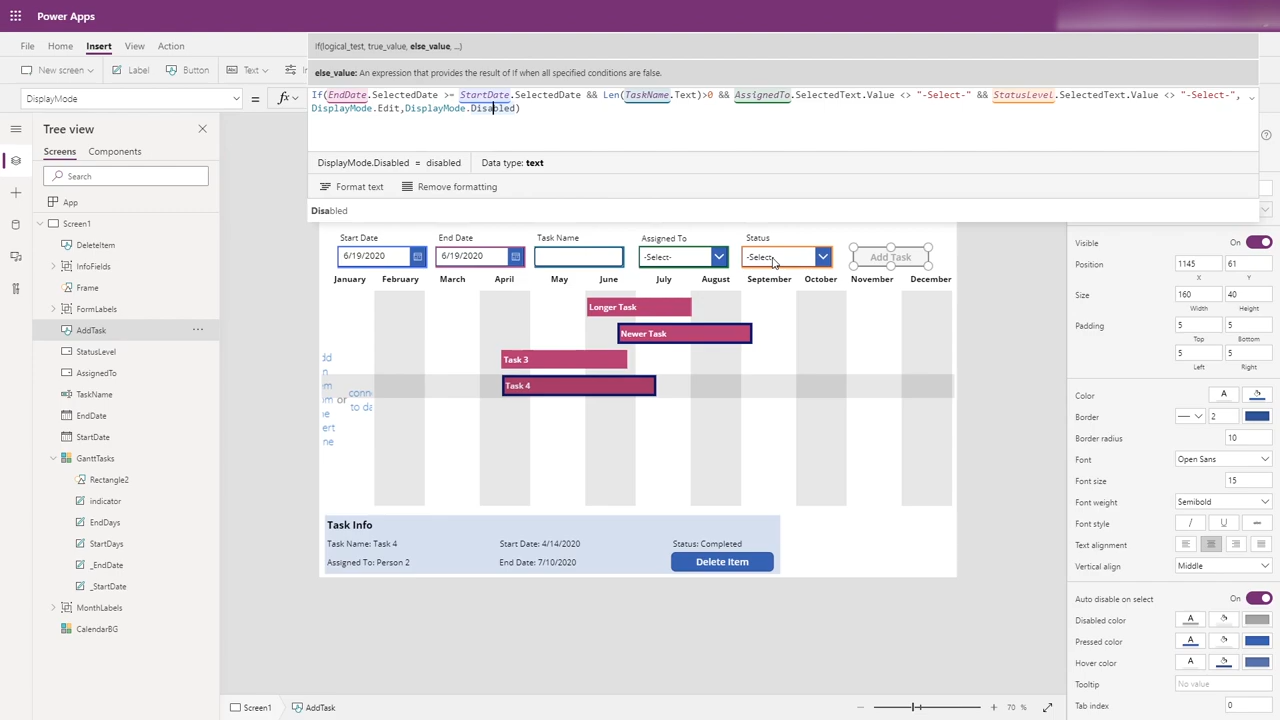 Power Apps
File Home Insert View Action
If(logical_test, true_value, else_value, ...)
New screen Label Button Text
else_value: An expression that provides the result of If when all specified conditions are false.
DisplayMode = fx
If(EndDate.SelectedDate >= StartDate.SelectedDate && Len(TaskName.Text)>0 && AssignedTo.SelectedText.Value <> "-Select-" && StatusLevel.SelectedText.Value <> "-Select-",
DisplayMode.Edit,DisplayMode.Disabled)
DisplayMode.Disabled = disabled Data type: text
Format text Remove formatting
Disabled
Tree view
Screens Components
Search
App
Screen1
DeleteItem
InfoFields
Frame
FormLabels
AddTask ...
StatusLevel
AssignedTo
TaskName
EndDate
StartDate
GanttTasks
Rectangle2
indicator
EndDays
StartDays
_EndDate
_StartDate
MonthLabels
CalendarBG
Start Date End Date Task Name Assigned To Status
6/19/2020 6/19/2020 -Select- -Select- Add Task
January February March April May June July August September October November December
Longer Task
Newer Task
Task 3
Task 4
or
Task Info
Task Name: Task 4 Start Date: 4/14/2020 Status: Completed
Assigned To: Person 2 End Date: 7/10/2020 Delete Item
Visible On
Position 1145 61
X Y
Size 160 40
Width Height
Padding 5 5
Top Bottom
5 5
Left Right
Color A
Border 2
Border radius 10
Font Open Sans
Font size 15
Font weight Semibold
Font style / U abc
Text alignment
Vertical align Middle
Auto disable on select On
Disabled color A
Pressed color A
Hover color A
Tooltip No value
Tab index 0
Screen1 AddTask 70 %